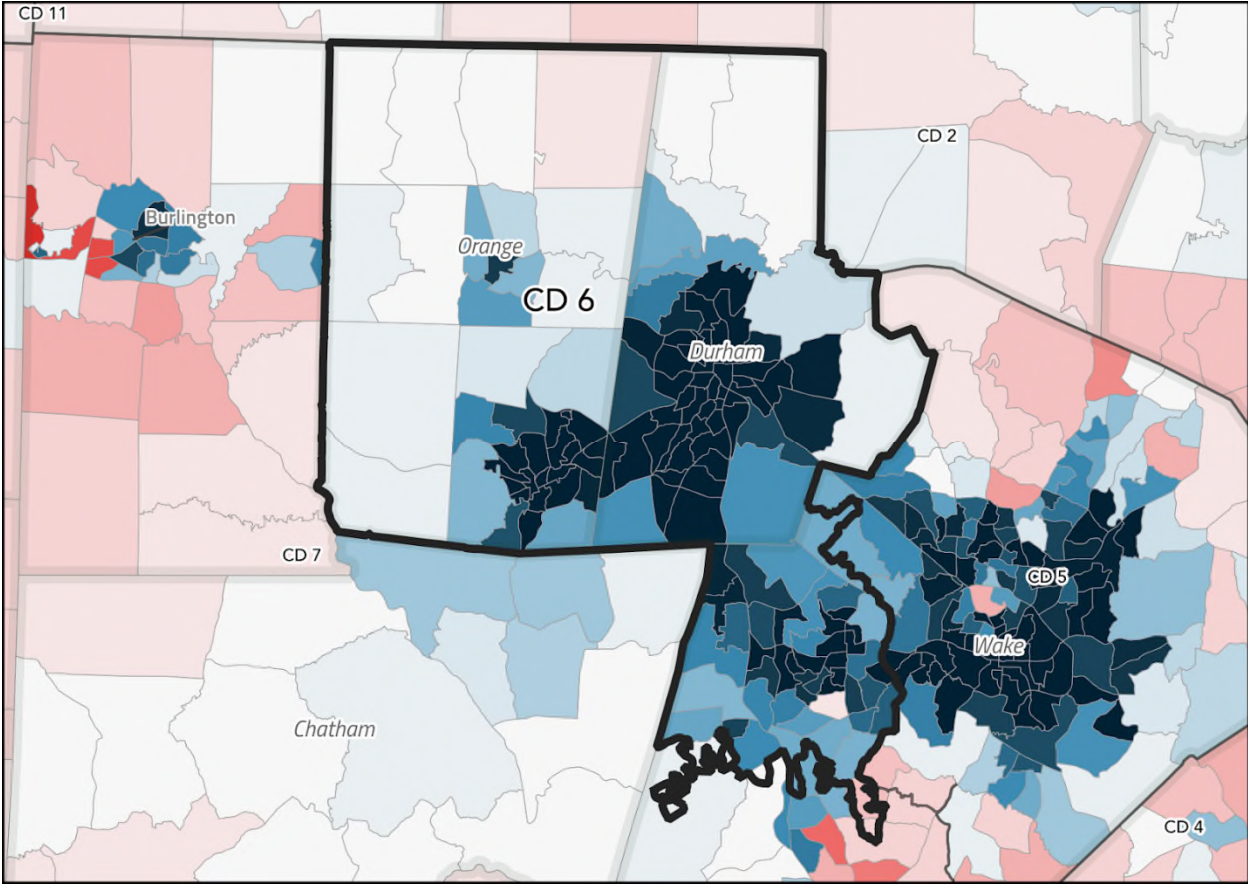 CD 11
CD 2
Burlington
Orange
CD 6
Durham
CD 7
CD 5
Wake
Chatham
CD 4